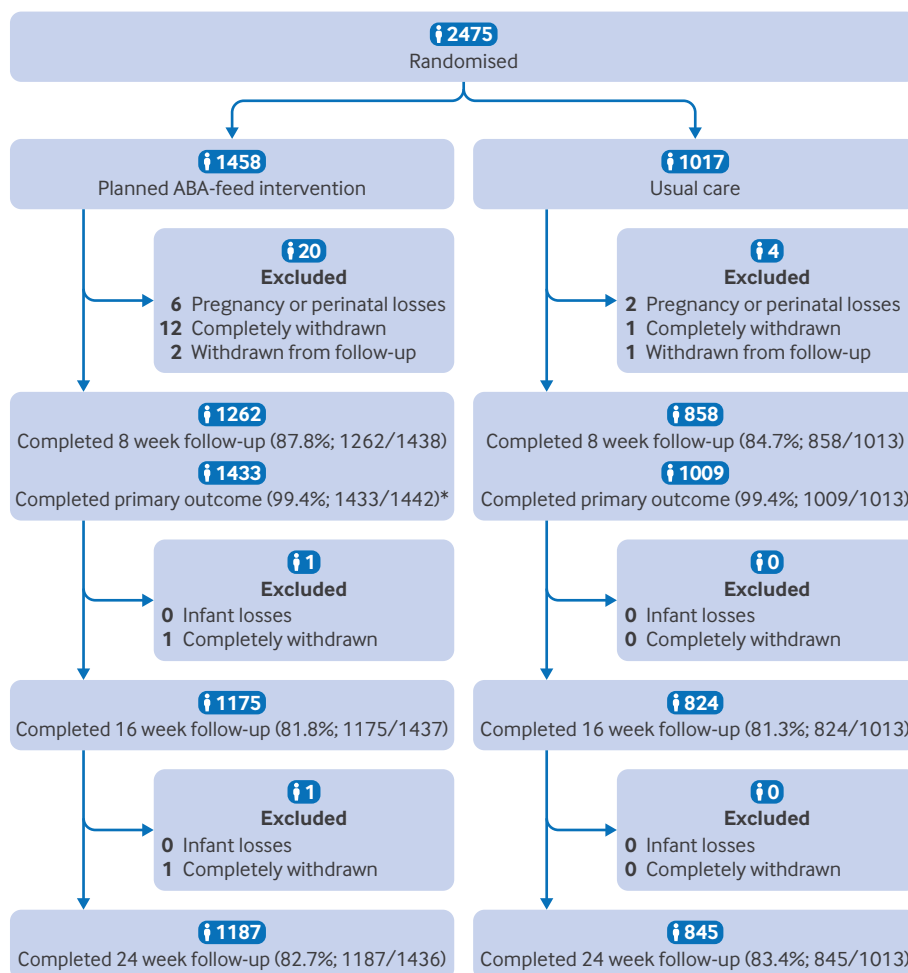 2475
Randomised
1458
Planned ABA-feed intervention
1017
Usual care
20
Excluded
6 Pregnancy or perinatal losses
12 Completely withdrawn
2 Withdrawn from follow-up
4
Excluded
2 Pregnancy or perinatal losses
1 Completely withdrawn
1 Withdrawn from follow-up
1262
Completed 8 week follow-up (87.8%; 1262/1438)
1433
Completed primary outcome (99.4%; 1433/1442)*
858
Completed 8 week follow-up (84.7%; 858/1013)
1009
Completed primary outcome (99.4%; 1009/1013)
1
Excluded
0 Infant losses
1 Completely withdrawn
0
Excluded
0 Infant losses
0 Completely withdrawn
1175
Completed 16 week follow-up (81.8%; 1175/1437)
824
Completed 16 week follow-up (81.3%; 824/1013)
1
Excluded
0 Infant losses
1 Completely withdrawn
0
Excluded
0 Infant losses
0 Completely withdrawn
1187
Completed 24 week follow-up (82.7%; 1187/1436)
845
Completed 24 week follow-up (83.4%; 845/1013)